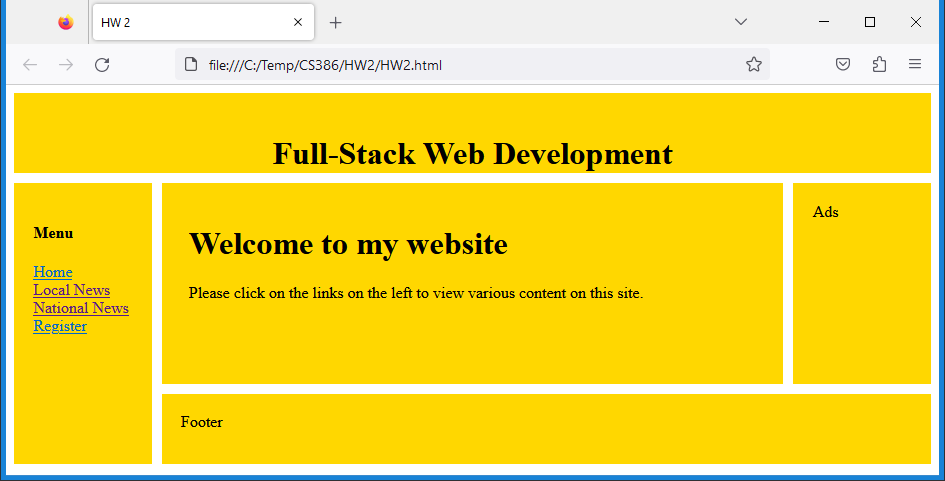 HW 2
file:///C:/Temp/CS386/HW2/HW2.html
Full-Stack Web Development
Menu
Home
Local News
National News
Register
Welcome to my website
Please click on the links on the left to view various content on this site.
Ads
Footer